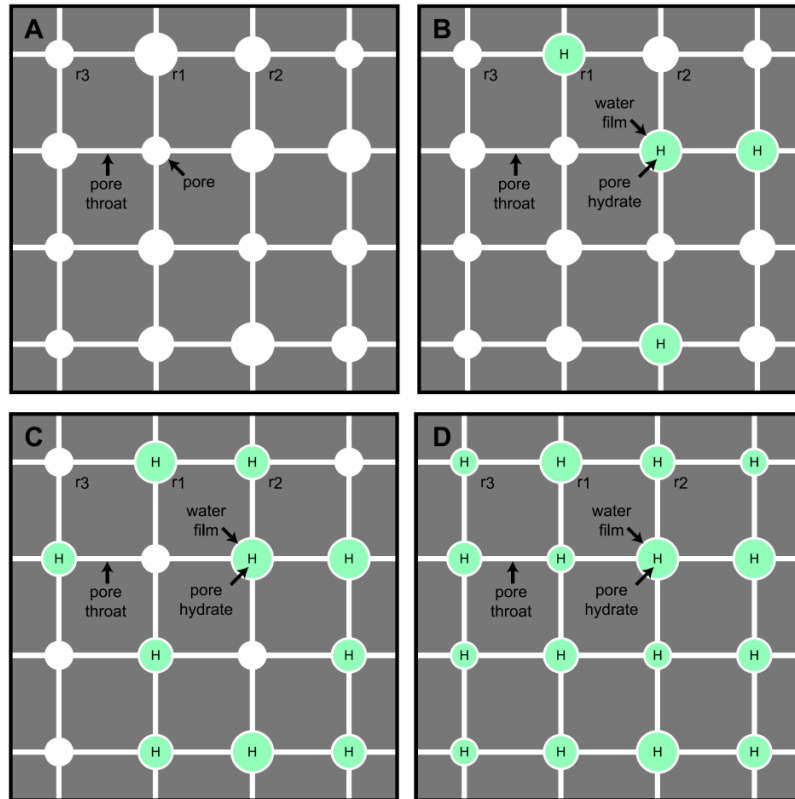 A
r3 r1 r2
pore
throat
pore
B
H
r3 r1 r2
water
film
H H
pore
throat
pore
hydrate
H
C
H H
r3 r1 r2
water
film
H H H
pore
throat
pore
hydrate
H H
H H H
D
H H H H
r3 r1 r2
water
film
H H H H
pore
throat
pore
hydrate
H H H H
H H H H